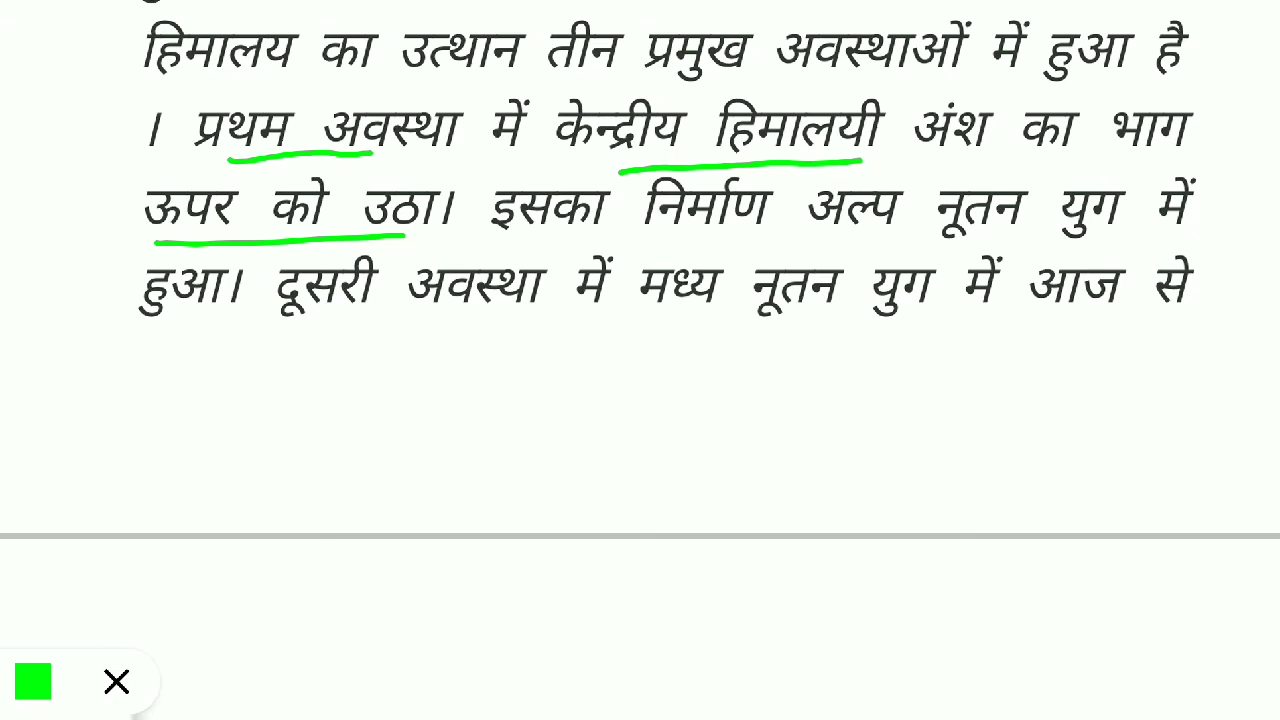 हिमालय का उत्थान तीन प्रमुख अवस्थाओं में हुआ है
। प्रथम अवस्था में केन्द्रीय हिमालयी अंश का भाग
ऊपर को उठा। इसका निर्माण अल्प नूतन युग में
हुआ। दूसरी अवस्था में मध्य नूतन युग में आज से